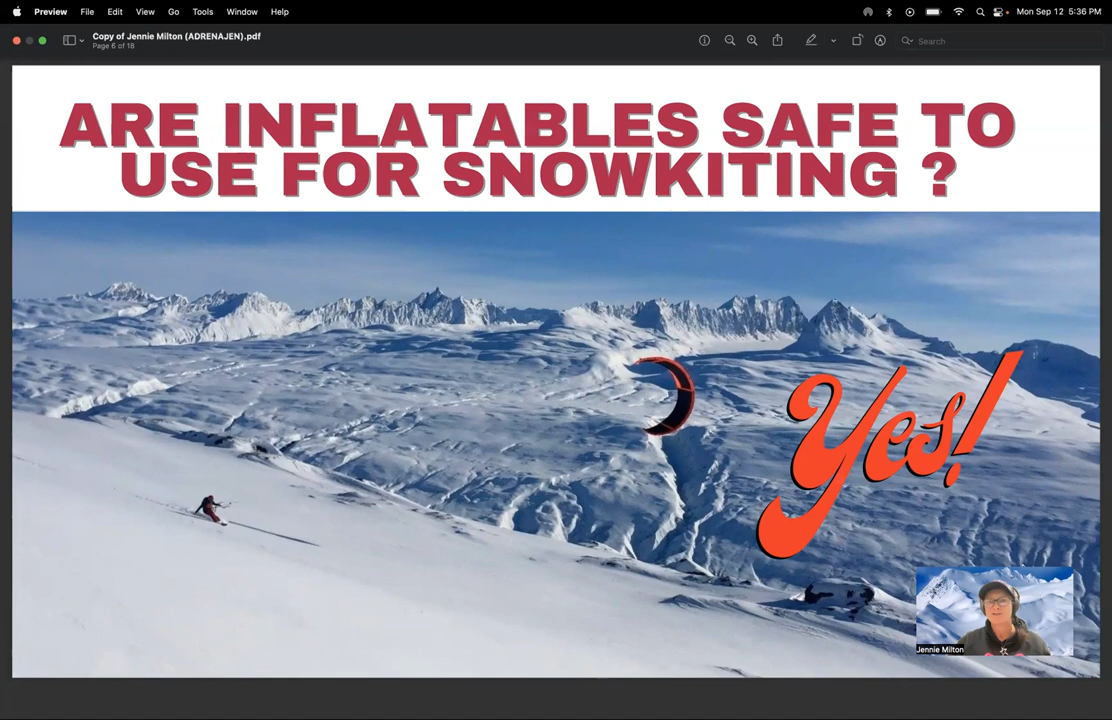 Preview File Edit View Go Tools Window Help Mon Sep 12 5:36 PM
Copy of Jennie Milton (ADRENAJEN).pdf
Page 6 of 18
Search
ARE INFLATABLES SAFE TO
USE FOR SNOWKITING ?
Yes!
Jennie Milton